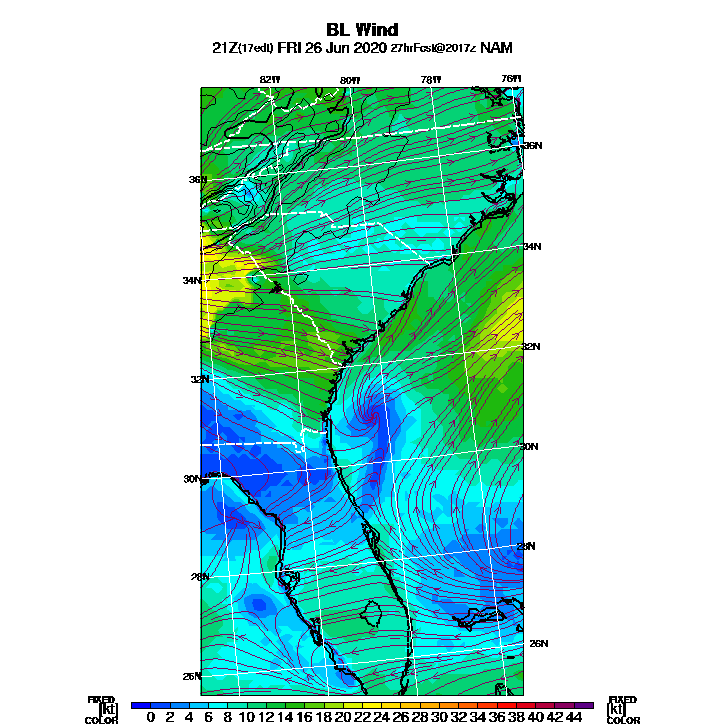 BL Wind
21Z(17edt) FRI 26 Jun 2020 27hrFcst@2017z NAM
82W 80W 78W 76W
36N
36N
34N
34N
32N
32N
30N
30N
28N
28N
26N
26N
FIXED FIXED
[kt] 0 2 4 6 8 10 12 14 16 18 20 22 24 26 28 30 32 34 36 38 40 42 44 [kt]
COLOR COLOR